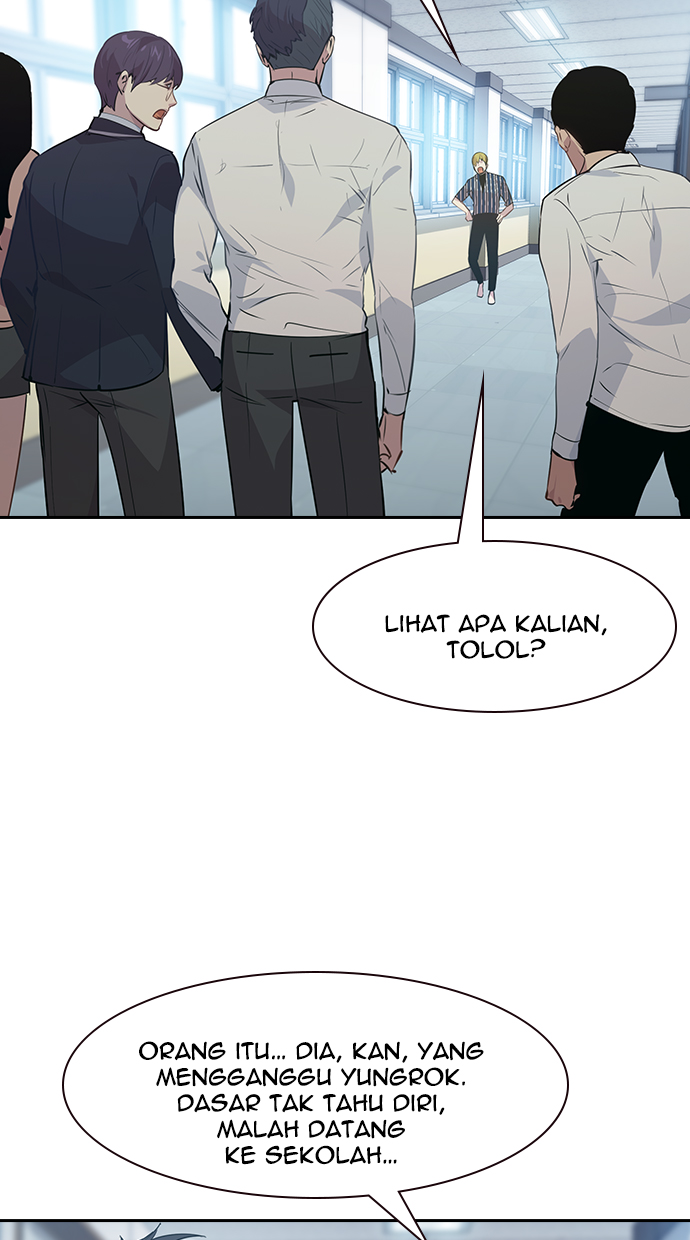 LIHAT APA KALIAN,
TOLOL?
ORANG ITU... DIA, KAN, YANG
MENGGANGGU YUNGROK.
DASAR TAK TAHU DIRI,
MALAH DATANG
KE SEKOLAH...